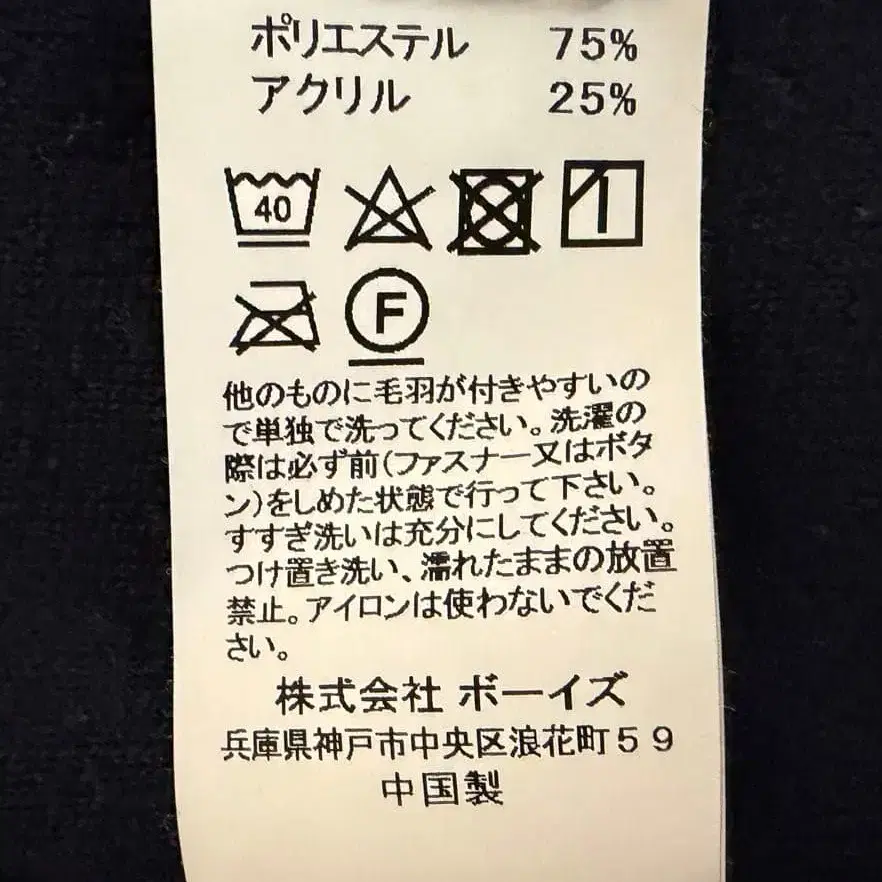 ポリエステル 75%
アクリル 25%
40
F
他のものに毛羽が付きやすいの
で単独で洗ってください。洗濯の
際は必ず前(ファスナー又はボタ
ン)をしめた状態で行って下さい。
すすぎ洗いは充分にしてください。
つけ置き洗い、濡れたままの放置
禁止。アイロンは使わないでくだ
さい。
株式会社 ボーイズ
兵庫県神戸市中央区浪花町59
中国製